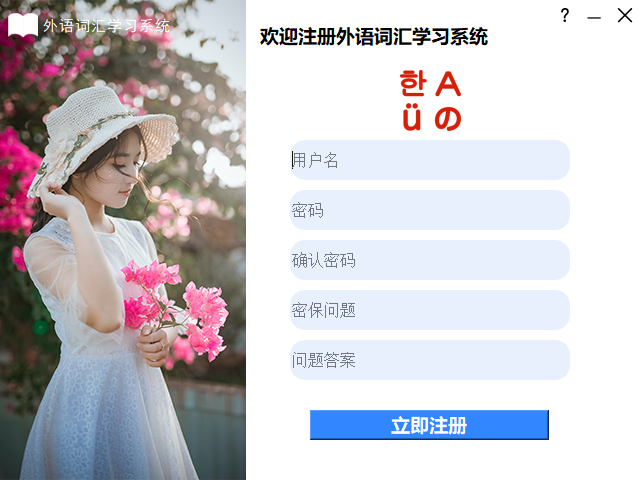 外语词汇学习系统
?
欢迎注册外语词汇学习系统
한 A
ü の
用户名
密码
确认密码
密保问题
问题答案
立即注册